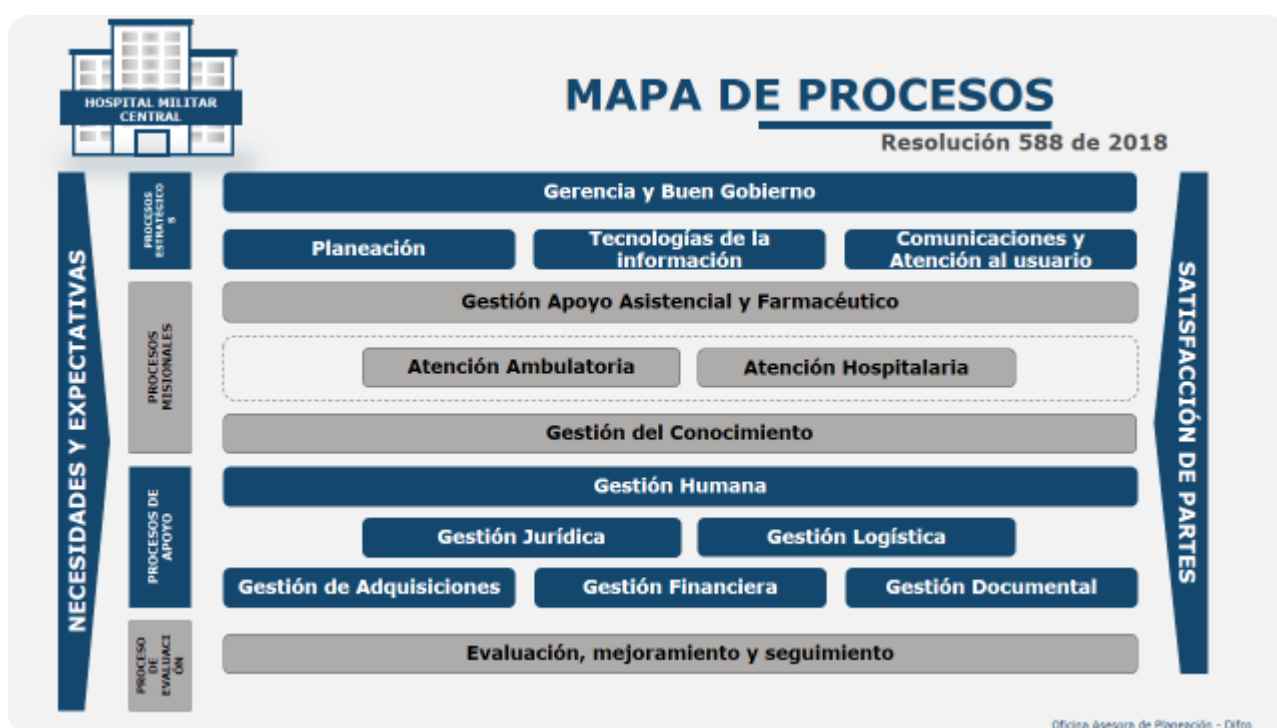 HOSPITAL MILITAR
CENTRAL
MAPA DE PROCESOS
Resolución 588 de 2018
NECESIDADES Y EXPECTATIVAS
PROCESOS
ESTRATÉGICO
S
Gerencia y Buen Gobierno
Planeación
Tecnologías de la
información
Comunicaciones y
Atención al usuario
PROCESOS
MISIONALES
Gestión Apoyo Asistencial y Farmacéutico
Atención Ambulatoria
Atención Hospitalaria
Gestión del Conocimiento
PROCESOS DE
APOYO
Gestión Humana
Gestión Jurídica
Gestión Logística
Gestión de Adquisiciones
Gestión Financiera
Gestión Documental
PROCESO
DE
EVALUACI
ÓN
Evaluación, mejoramiento y seguimiento
SATISFACCIÓN DE PARTES
Oficina Asesora de Planeación - Difro